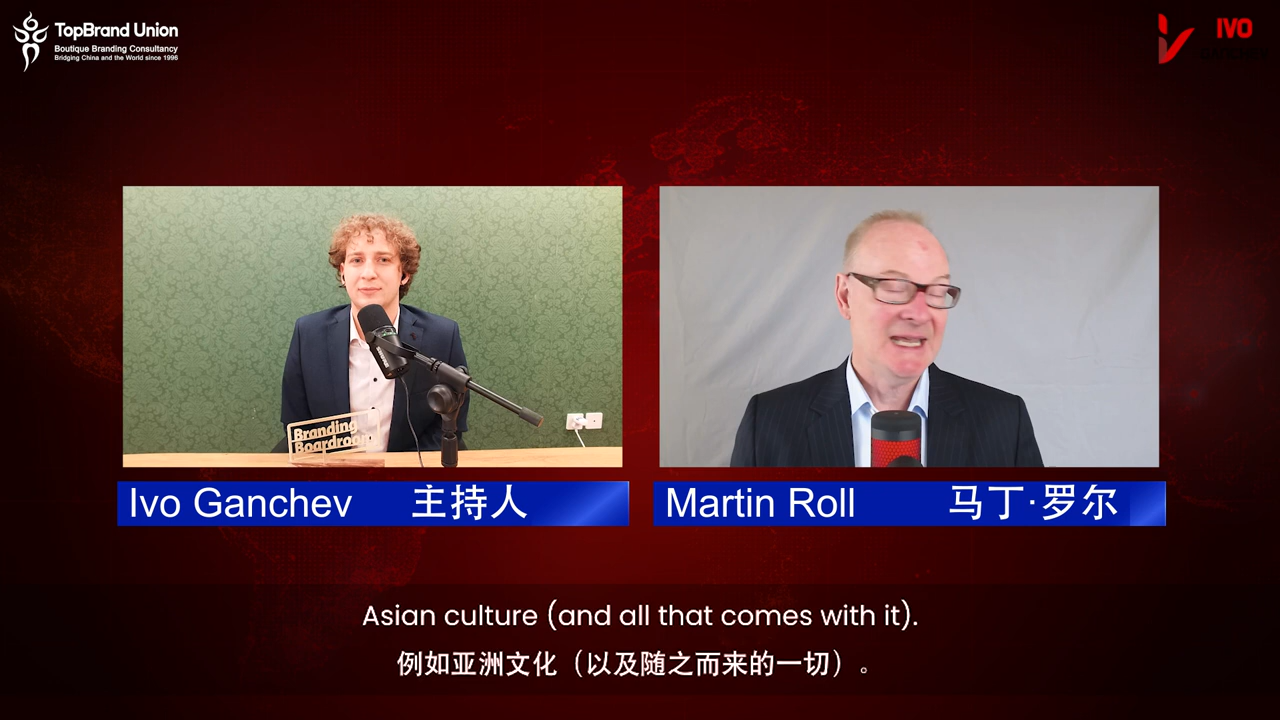 TopBrand Union
Boutique Branding Consultancy
Bridging China and the World since 1996
IVO
Branding
Boardroom
Ivo Ganchev 主持人
Martin Roll 马丁·罗尔
Asian culture (and all that comes with it).
例如亚洲文化（以及随之而来的一切）。